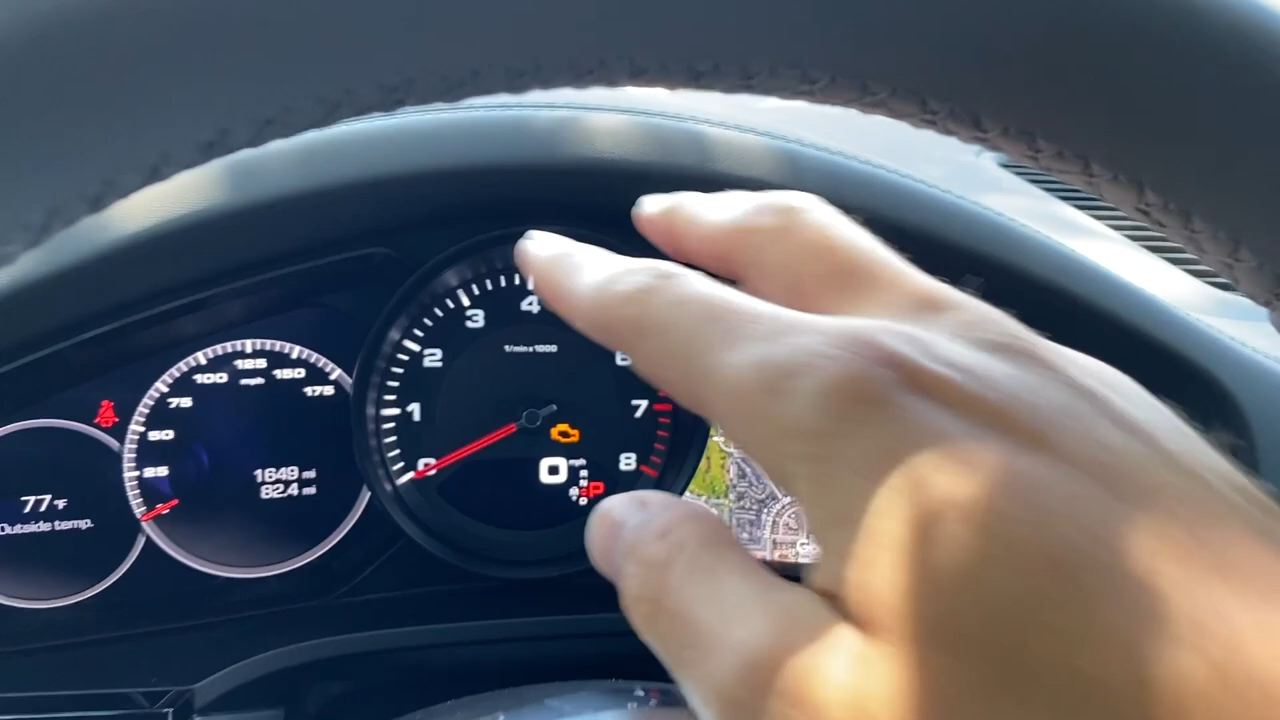 77°F
Outside temp.
25
50
75
100
125
150
175
mph
1649 mi
82.4 mi
0
1
2
3
4
6
7
8
1/min x 1000
0 mph
R
N
D
P